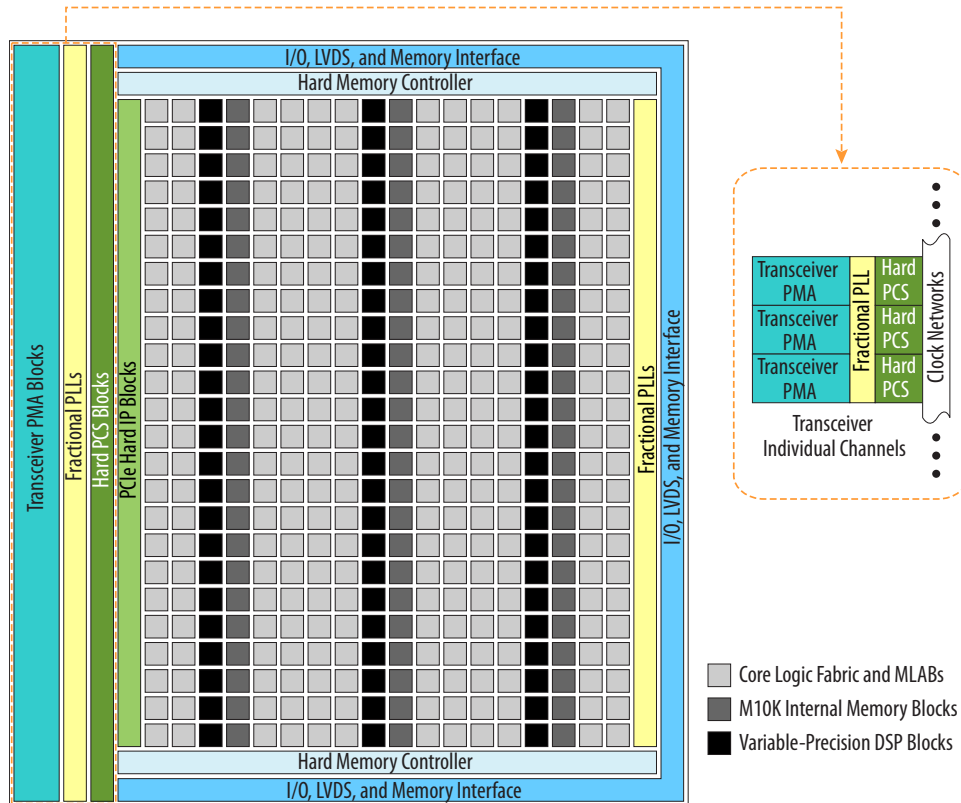 I/O, LVDS, and Memory Interface
Hard Memory Controller
Transceiver PMA Blocks
Fractional PLLs
Hard PCS Blocks
PCIe Hard IP Blocks
Fractional PLLs
I/O, LVDS, and Memory Interface
Hard Memory Controller
I/O, LVDS, and Memory Interface
Transceiver
PMA
Transceiver
PMA
Transceiver
PMA
Fractional PLL
Hard
PCS
Hard
PCS
Hard
PCS
Clock Networks
Transceiver
Individual Channels
Core Logic Fabric and MLABs
M10K Internal Memory Blocks
Variable-Precision DSP Blocks